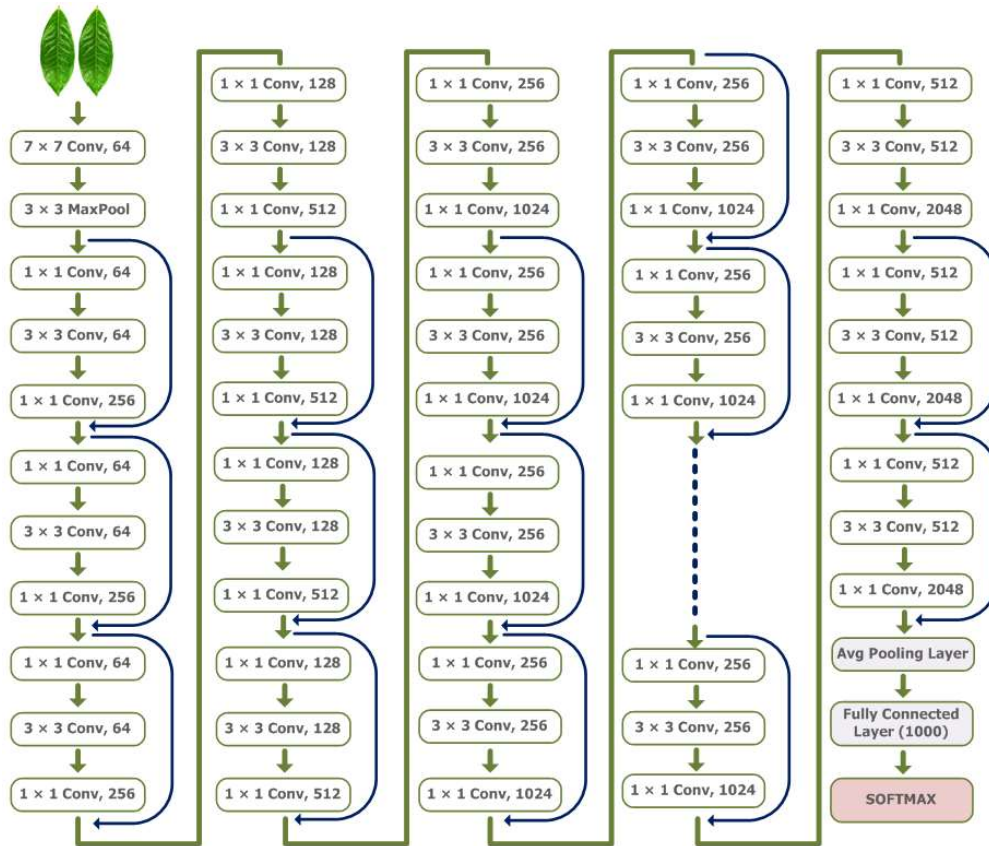 7 × 7 Conv, 64
3 × 3 MaxPool
1 × 1 Conv, 64
3 × 3 Conv, 64
1 × 1 Conv, 256
1 × 1 Conv, 64
3 × 3 Conv, 64
1 × 1 Conv, 256
1 × 1 Conv, 64
3 × 3 Conv, 64
1 × 1 Conv, 256
1 × 1 Conv, 128
3 × 3 Conv, 128
1 × 1 Conv, 512
1 × 1 Conv, 128
3 × 3 Conv, 128
1 × 1 Conv, 512
1 × 1 Conv, 128
3 × 3 Conv, 128
1 × 1 Conv, 512
1 × 1 Conv, 128
3 × 3 Conv, 128
1 × 1 Conv, 512
1 × 1 Conv, 256
3 × 3 Conv, 256
1 × 1 Conv, 1024
1 × 1 Conv, 256
3 × 3 Conv, 256
1 × 1 Conv, 1024
1 × 1 Conv, 256
3 × 3 Conv, 256
1 × 1 Conv, 1024
1 × 1 Conv, 256
3 × 3 Conv, 256
1 × 1 Conv, 1024
1 × 1 Conv, 256
3 × 3 Conv, 256
1 × 1 Conv, 1024
1 × 1 Conv, 256
3 × 3 Conv, 256
1 × 1 Conv, 1024
1 × 1 Conv, 256
3 × 3 Conv, 256
1 × 1 Conv, 1024
1 × 1 Conv, 512
3 × 3 Conv, 512
1 × 1 Conv, 2048
1 × 1 Conv, 512
3 × 3 Conv, 512
1 × 1 Conv, 2048
1 × 1 Conv, 512
3 × 3 Conv, 512
1 × 1 Conv, 2048
Avg Pooling Layer
Fully Connected
Layer (1000)
SOFTMAX